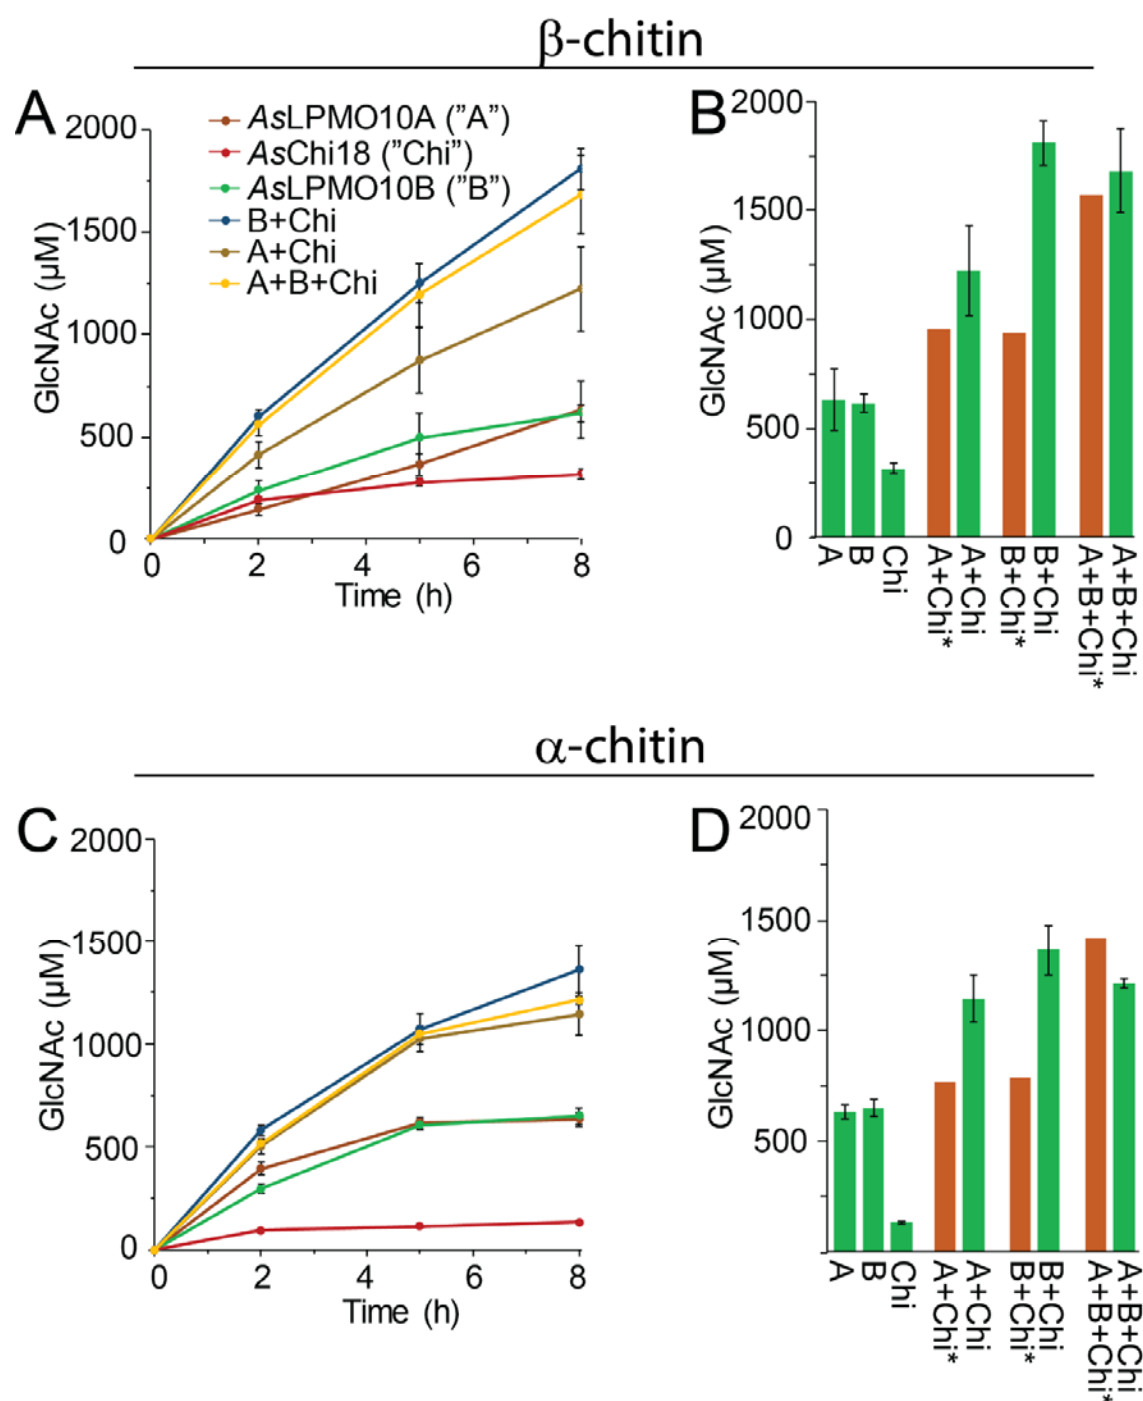 β-chitin
A
2000
1500
1000
500
0
GlcNAc (µM)
AsLPMO10A ("A")
AsChi18 ("Chi")
AsLPMO10B ("B")
B+Chi
A+Chi
A+B+Chi
0 2 4 6 8
Time (h)
B
2000
1500
1000
500
0
GlcNAc (µM)
A
B
Chi
A+Chi*
A+Chi
B+Chi*
B+Chi
A+B+Chi*
A+B+Chi
α-chitin
C
2000
1500
1000
500
0
GlcNAc (µM)
0 2 4 6 8
Time (h)
D
2000
1500
1000
500
GlcNAc (µM)
A
B
Chi
A+Chi*
A+Chi
B+Chi*
B+Chi
A+B+Chi*
A+B+Chi